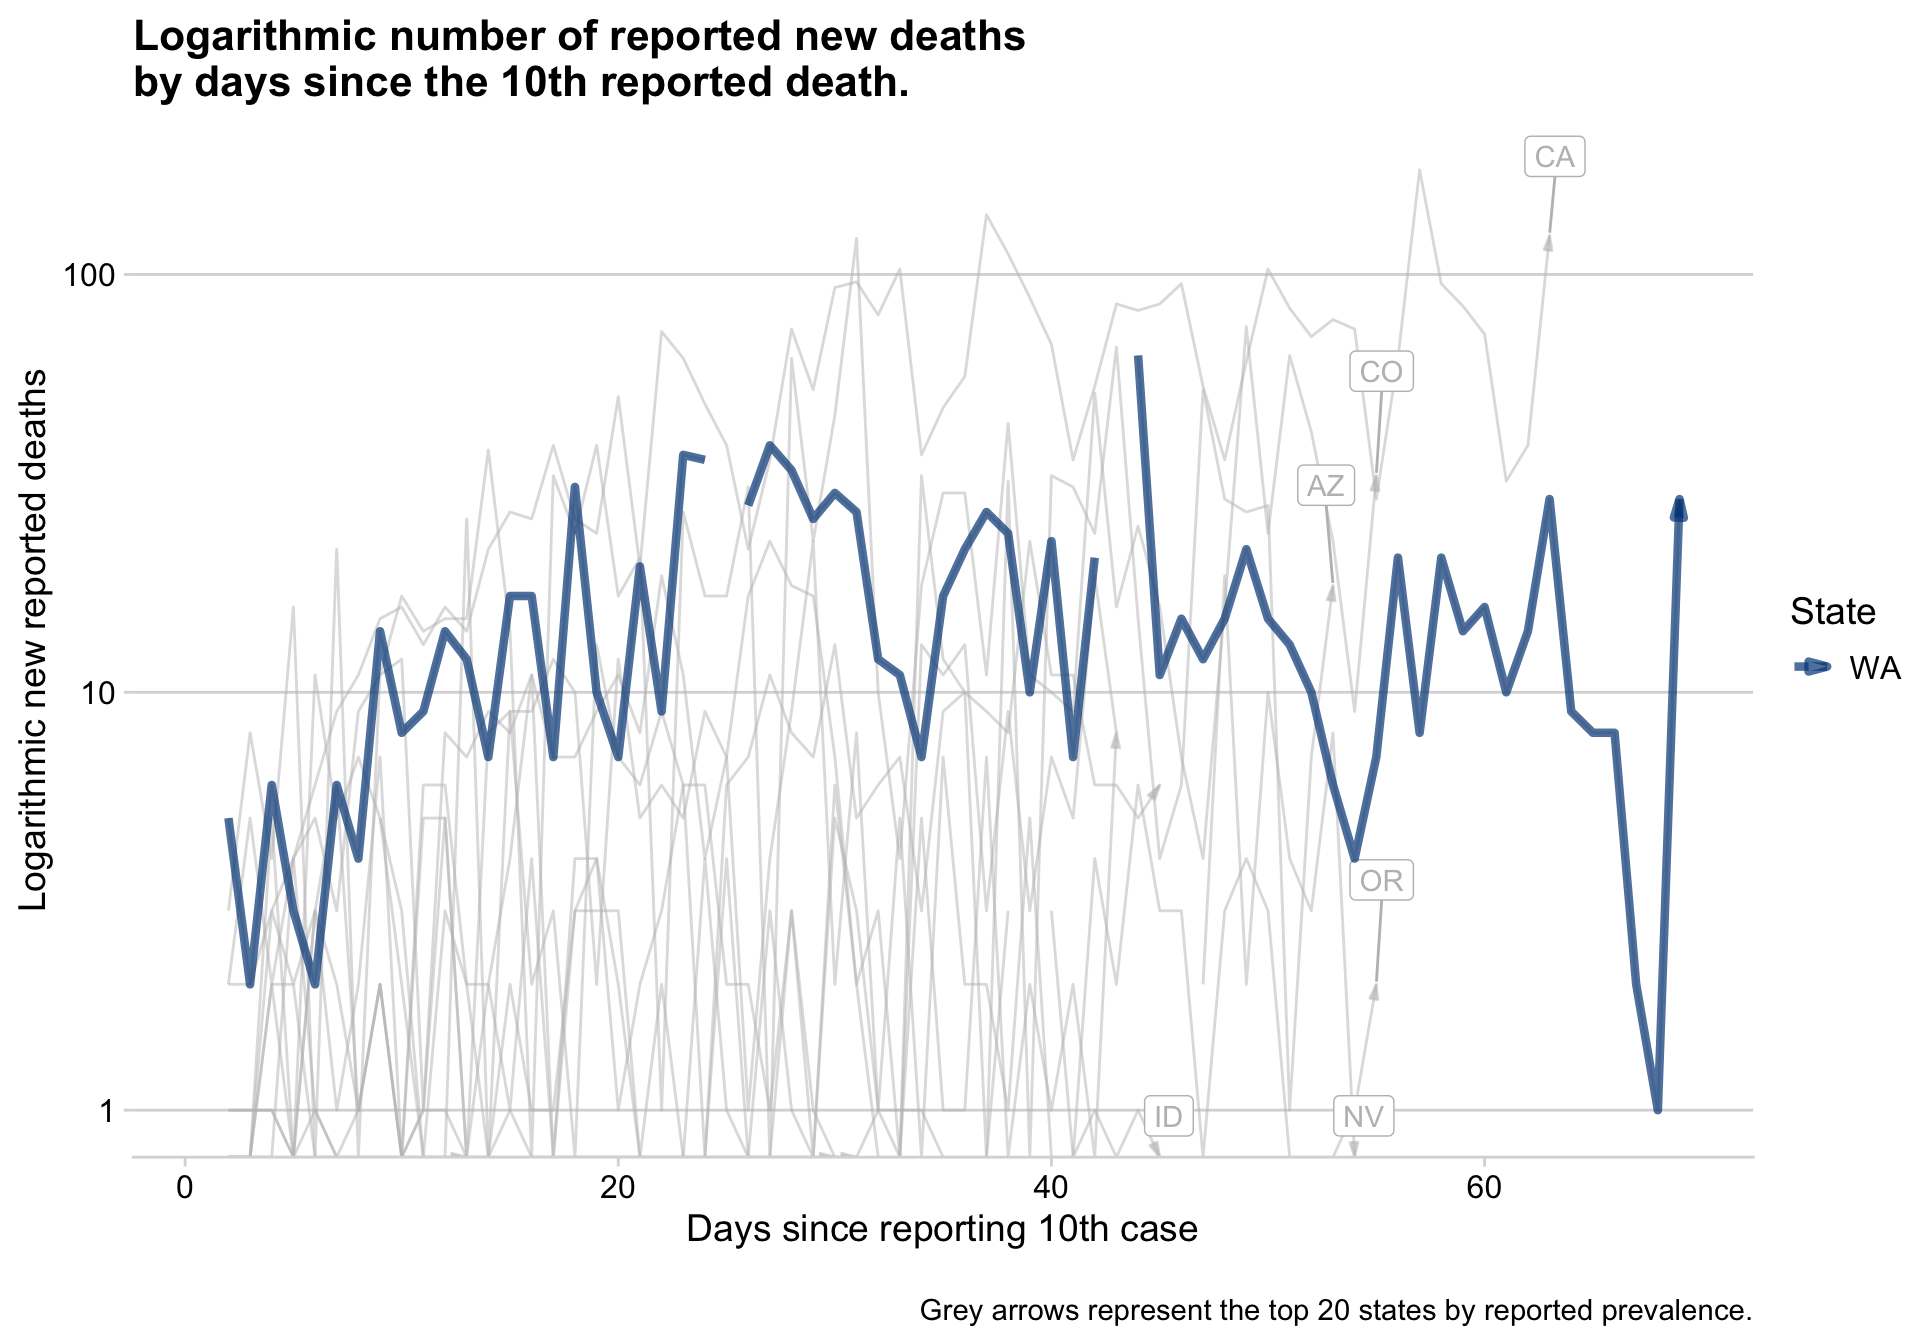 Logarithmic number of reported new deaths
by days since the 10th reported death.
CA
100
CO
AZ
Logarithmic new reported deaths
State
WA
10
OR
ID
NV
1
0
20
40
60
Days since reporting 10th case
Grey arrows represent the top 20 states by reported prevalence.